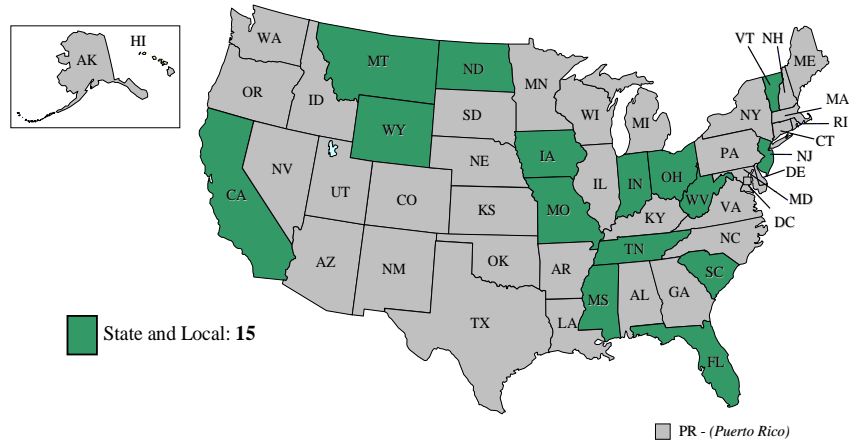 HI
AK
WA
MT
ND
MN
VT
NH
ME
OR
ID
SD
WI
MI
NY
MA
RI
CT
WY
NE
IA
PA
NJ
DE
MD
DC
NV
UT
CO
CA
IL
IN
OH
WV
VA
KS
MO
KY
NC
TN
AZ
NM
OK
AR
SC
MS
AL
GA
TX
LA
FL
State and Local: 15
PR - (Puerto Rico)